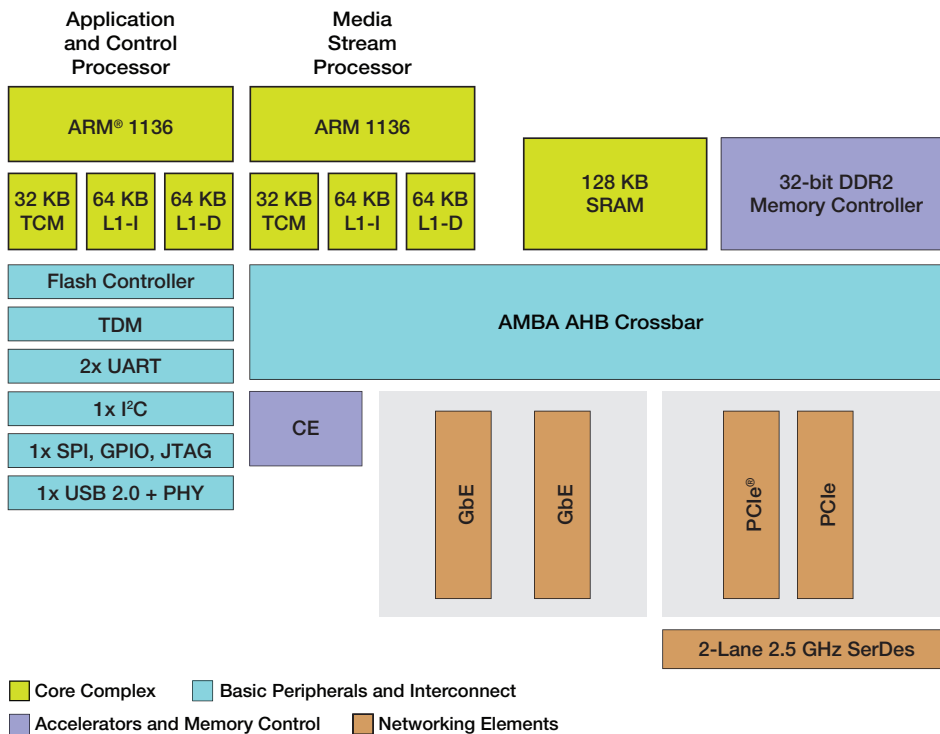 Application
and Control
Processor
Media
Stream
Processor
ARM® 1136
ARM 1136
32 KB
TCM
64 KB
L1-I
64 KB
L1-D
32 KB
TCM
64 KB
L1-I
64 KB
L1-D
128 KB
SRAM
32-bit DDR2
Memory Controller
Flash Controller
TDM
2x UART
1x I²C
1x SPI, GPIO, JTAG
1x USB 2.0 + PHY
AMBA AHB Crossbar
CE
GbE
GbE
PCIe®
PCIe
2-Lane 2.5 GHz SerDes
Core Complex
Basic Peripherals and Interconnect
Accelerators and Memory Control
Networking Elements